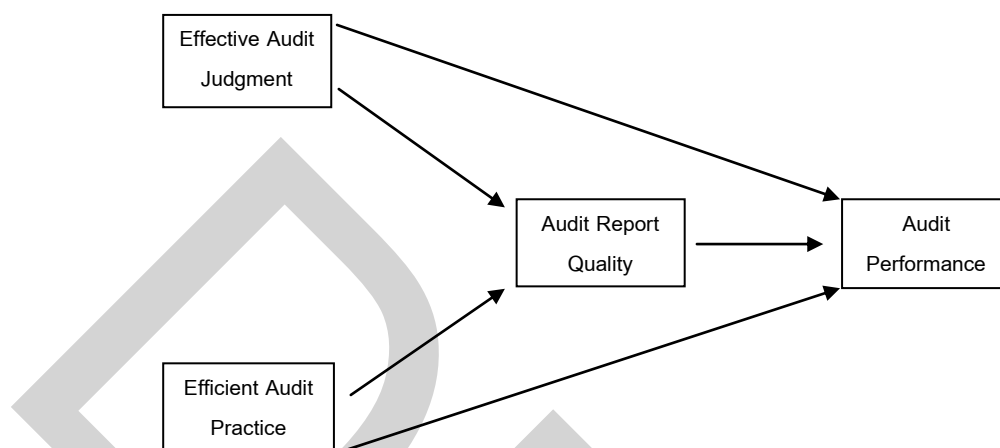 Effective Audit
Judgment
Audit Report
Quality
Audit
Performance
Efficient Audit
Practice